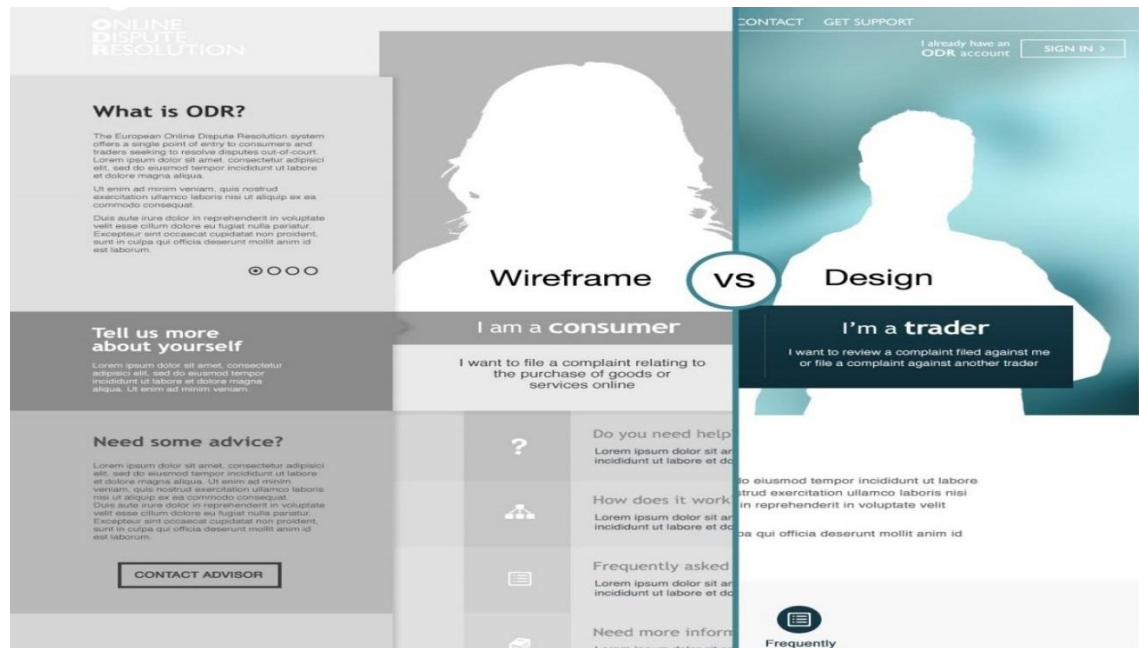 ONLINE
DISPUTE
RESOLUTION
What is ODR?
The European Online Dispute Resolution system
offers a single point of entry to consumers and
traders seeking to resolve disputes out-of-court.
Lorem ipsum dolor sit amet, consectetur adipisici
elit, sed do eiusmod tempor incididunt ut labore
et dolore magna aliqua.
Ut enim ad minim veniam, quis nostrud
exercitation ullamco laboris nisi ut aliquip ex ea
commodo consequat.
Duis aute irure dolor in reprehenderit in voluptate
velit esse cillum dolore eu fugiat nulla pariatur.
Excepteur sint occaecat cupidatat non proident,
sunt in culpa qui officia deserunt mollit anim id
est laborum.
Tell us more
about yourself
Lorem ipsum dolor sit amet, consectetur
adipisici elit, sed do eiusmod tempor
incididunt ut labore et dolore magna
aliqua. Ut enim ad minim veniam.
Need some advice?
Lorem ipsum dolor sit amet, consectetur adipisici
elit, sed do eiusmod tempor incididunt ut labore
et dolore magna aliqua. Ut enim ad minim
veniam, quis nostrud exercitation ullamco laboris
nisi ut aliquip ex ea commodo consequat.
Duis aute irure dolor in reprehenderit in voluptate
velit esse cillum dolore eu fugiat nulla pariatur.
Excepteur sint occaecat cupidatat non proident,
sunt in culpa qui officia deserunt mollit anim id
est laborum.
CONTACT ADVISOR
Wireframe
vs
Design
I am a consumer
I want to file a complaint relating to
the purchase of goods or
services online
?
Do you need help
Lorem ipsum dolor sit ar
incididunt ut labore et do
How does it work
Lorem ipsum dolor sit ar
incididunt ut labore et do
Frequently asked
Lorem ipsum dolor sit ar
incididunt ut labore et do
Need more inform
CONTACT GET SUPPORT
I already have an
ODR account
SIGN IN >
I'm a trader
I want to review a complaint filed against me
or file a complaint against another trader
do eiusmod tempor incididunt ut labore
strud exercitation ullamco laboris nisi
in reprehenderit in voluptate velit
pa qui officia deserunt mollit anim id
Frequently